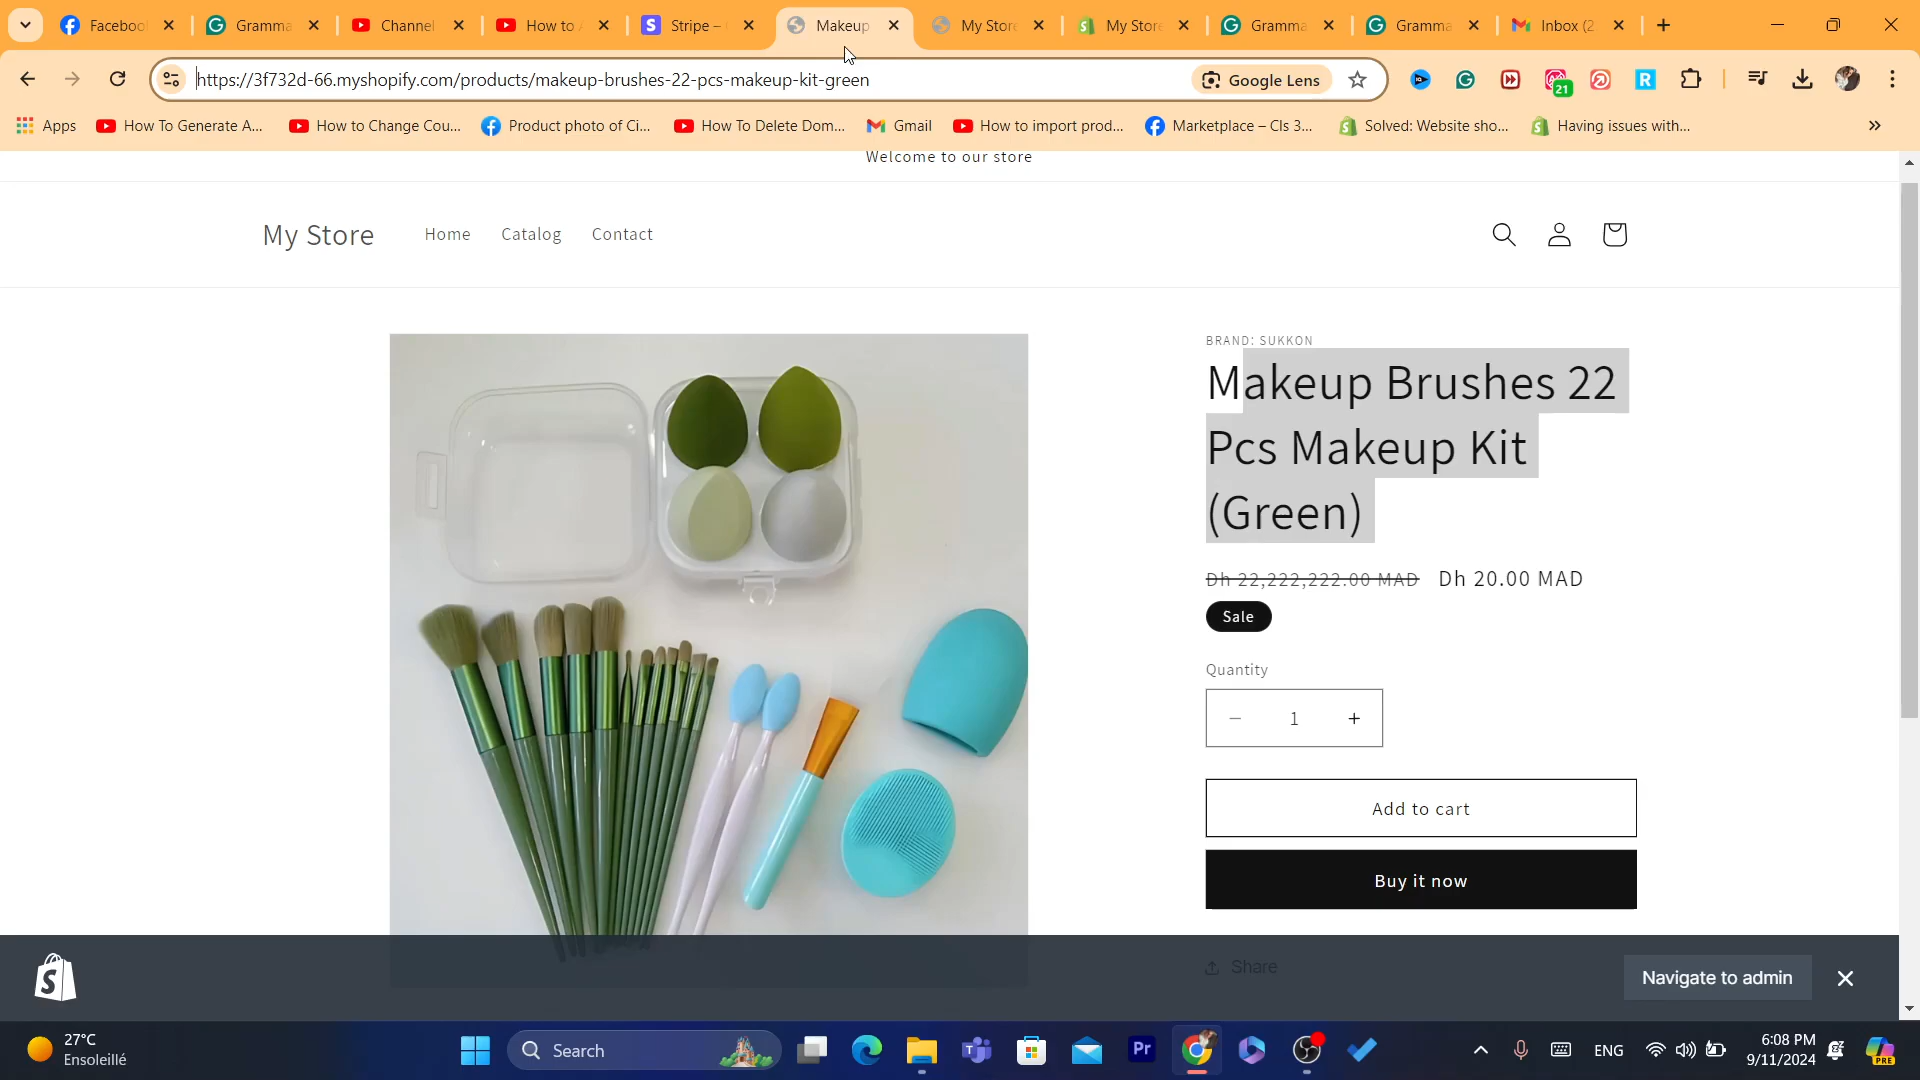 Facebo
Gramma
Channel
How to
Stripe –
Makeup
My Stor
My Store
Gramma
Gramma
Inbox (2
https://3f732d-66.myshopify.com/products/makeup-brushes-22-pcs-makeup-kit-green
Google Lens
21
Apps
How To Generate A...
How to Change Cou...
Product photo of Ci...
How To Delete Dom...
Gmail
How to import prod...
Marketplace – Cls 3...
Solved: Website sho...
Having issues with...
Welcome to our store
My Store
Home
Catalog
Contact
BRAND: SUKKON
Makeup Brushes 22
Pcs Makeup Kit
(Green)
Dh 22,222,222.00 MAD
Dh 20.00 MAD
Sale
Quantity
1
Add to cart
Buy it now
Share
Navigate to admin
27°C
Ensoleillé
Search
Pr
ENG
6:08 PM
9/11/2024
PRE